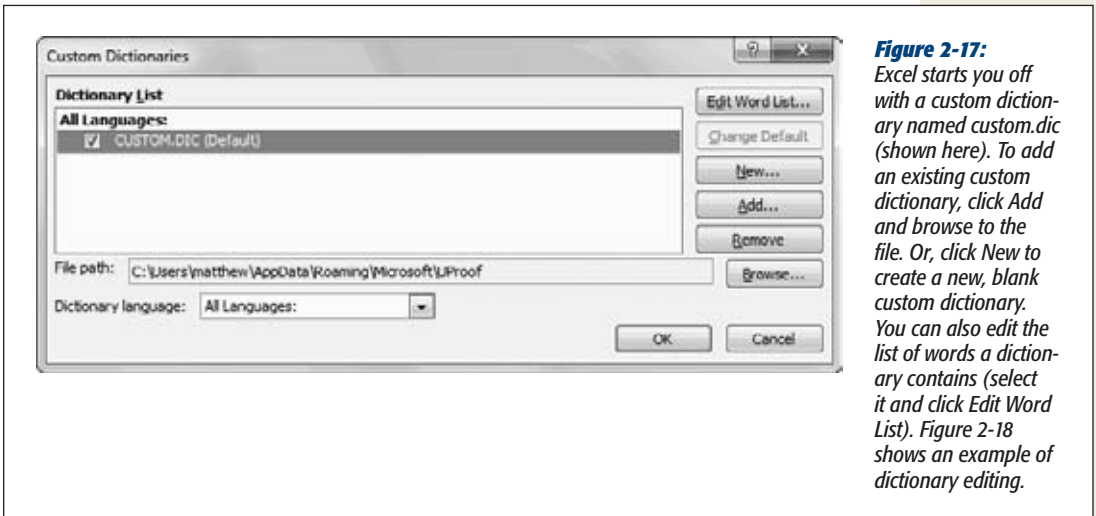 Custom Dictionaries
Dictionary List
All Languages:
CUSTOM.DIC (Default)
Edit Word List...
Change Default
New...
Add...
Remove
File path: C:\Users\matthew\AppData\Roaming\Microsoft\UProof
Browse...
Dictionary language: All Languages:
OK Cancel
Figure 2-17:
Excel starts you off
with a custom diction-
ary named custom.dic
(shown here). To add
an existing custom
dictionary, click Add
and browse to the
file. Or, click New to
create a new, blank
custom dictionary.
You can also edit the
list of words a diction-
ary contains (select
it and click Edit Word
List). Figure 2-18
shows an example of
dictionary editing.